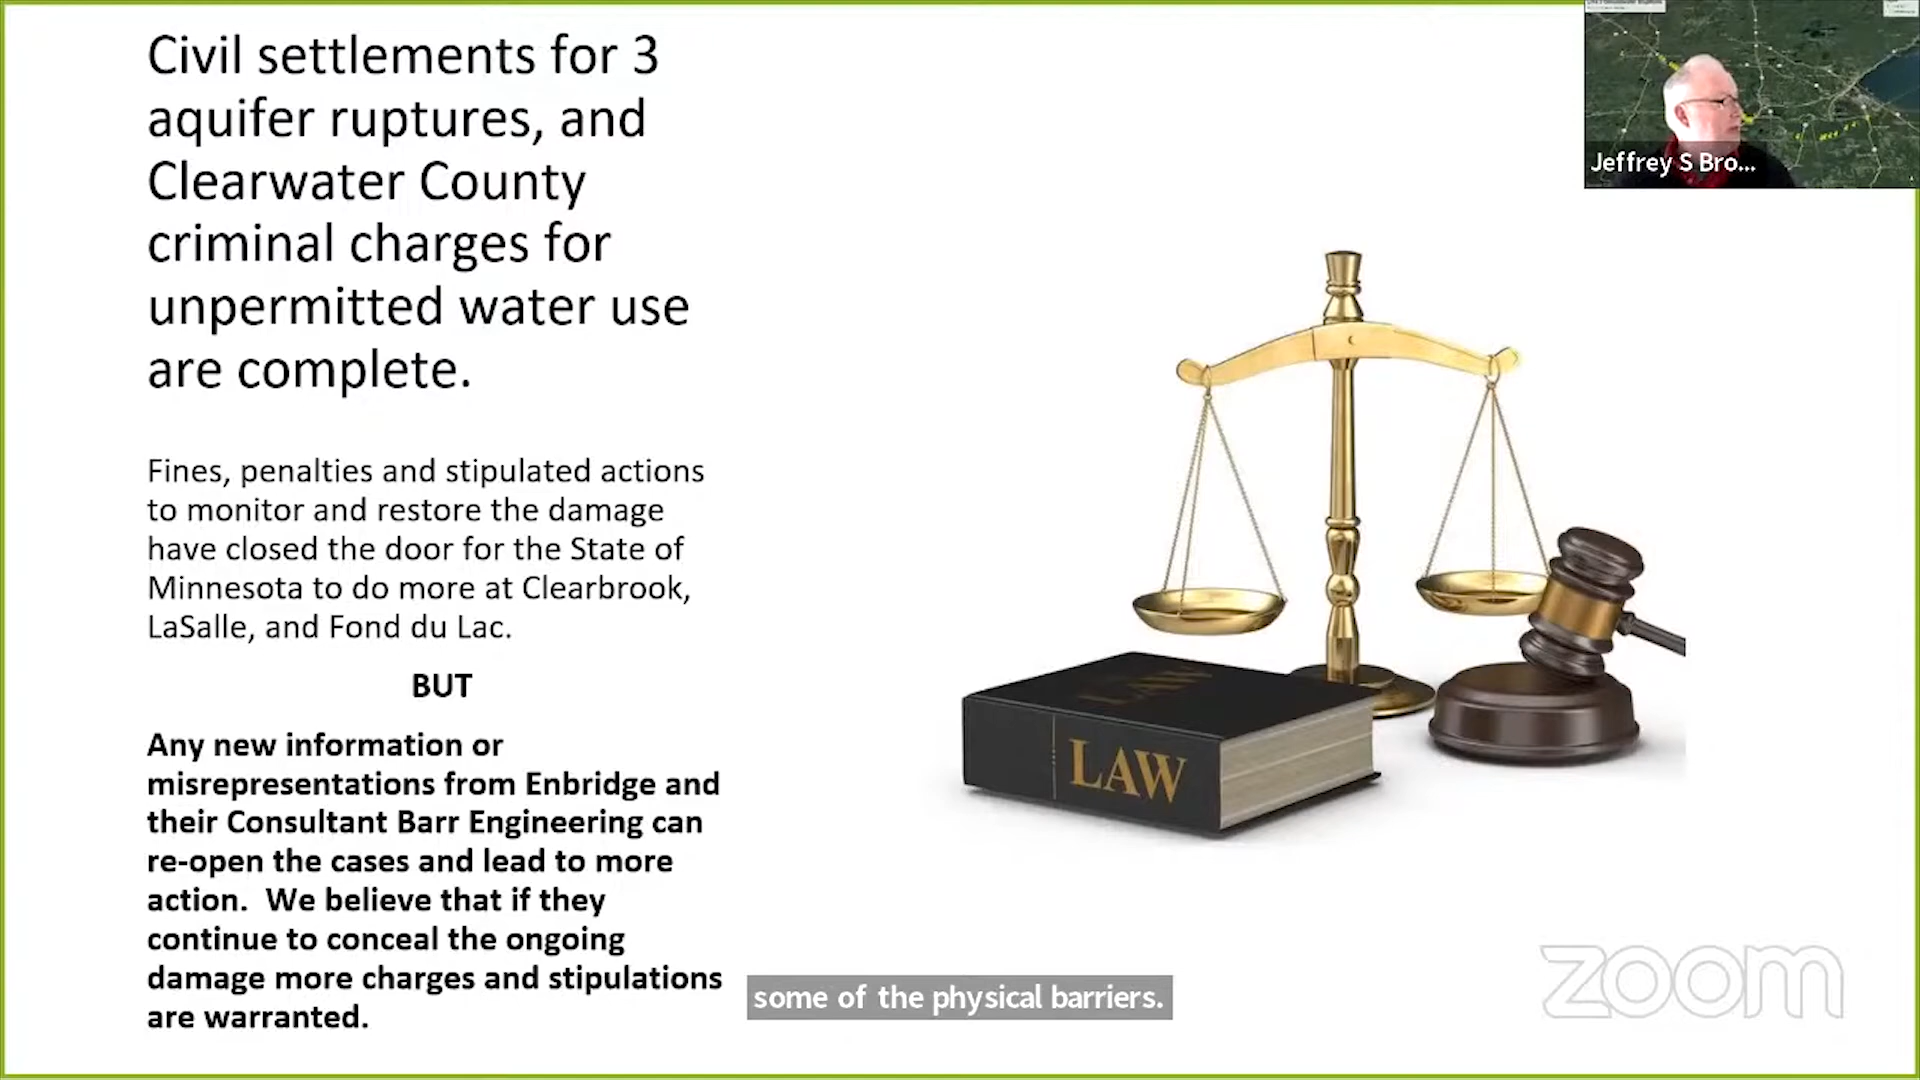 Civil settlements for 3
aquifer ruptures, and
Clearwater County
criminal charges for
unpermitted water use
are complete.
Fines, penalties and stipulated actions
to monitor and restore the damage
have closed the door for the State of
Minnesota to do more at Clearbrook,
LaSalle, and Fond du Lac.
BUT
Any new information or
misrepresentations from Enbridge and
their Consultant Barr Engineering can
re-open the cases and lead to more
action.  We believe that if they
continue to conceal the ongoing
damage more charges and stipulations
are warranted.
Jeffrey S Bro...
LAW
LAW
some of the physical barriers.
zoom